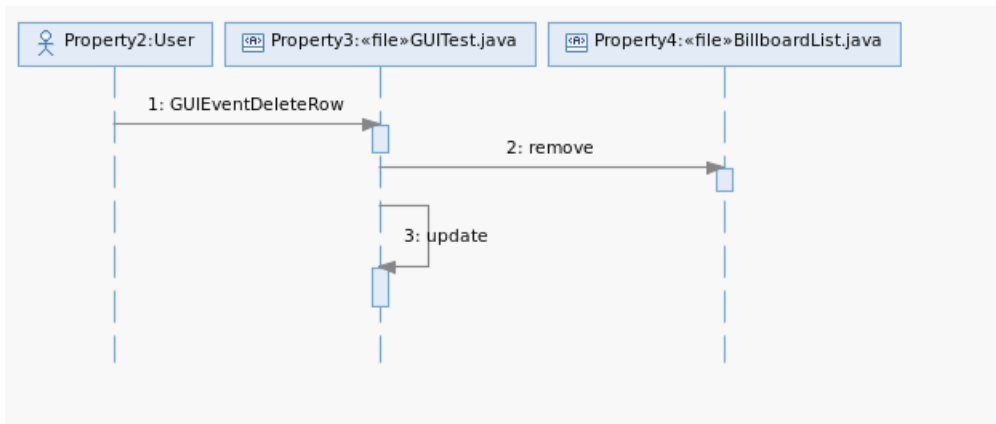 Property2:User
Property3:«file»GUITest.java
Property4:«file»BillboardList.java
1: GUIEventDeleteRow
2: remove
3: update